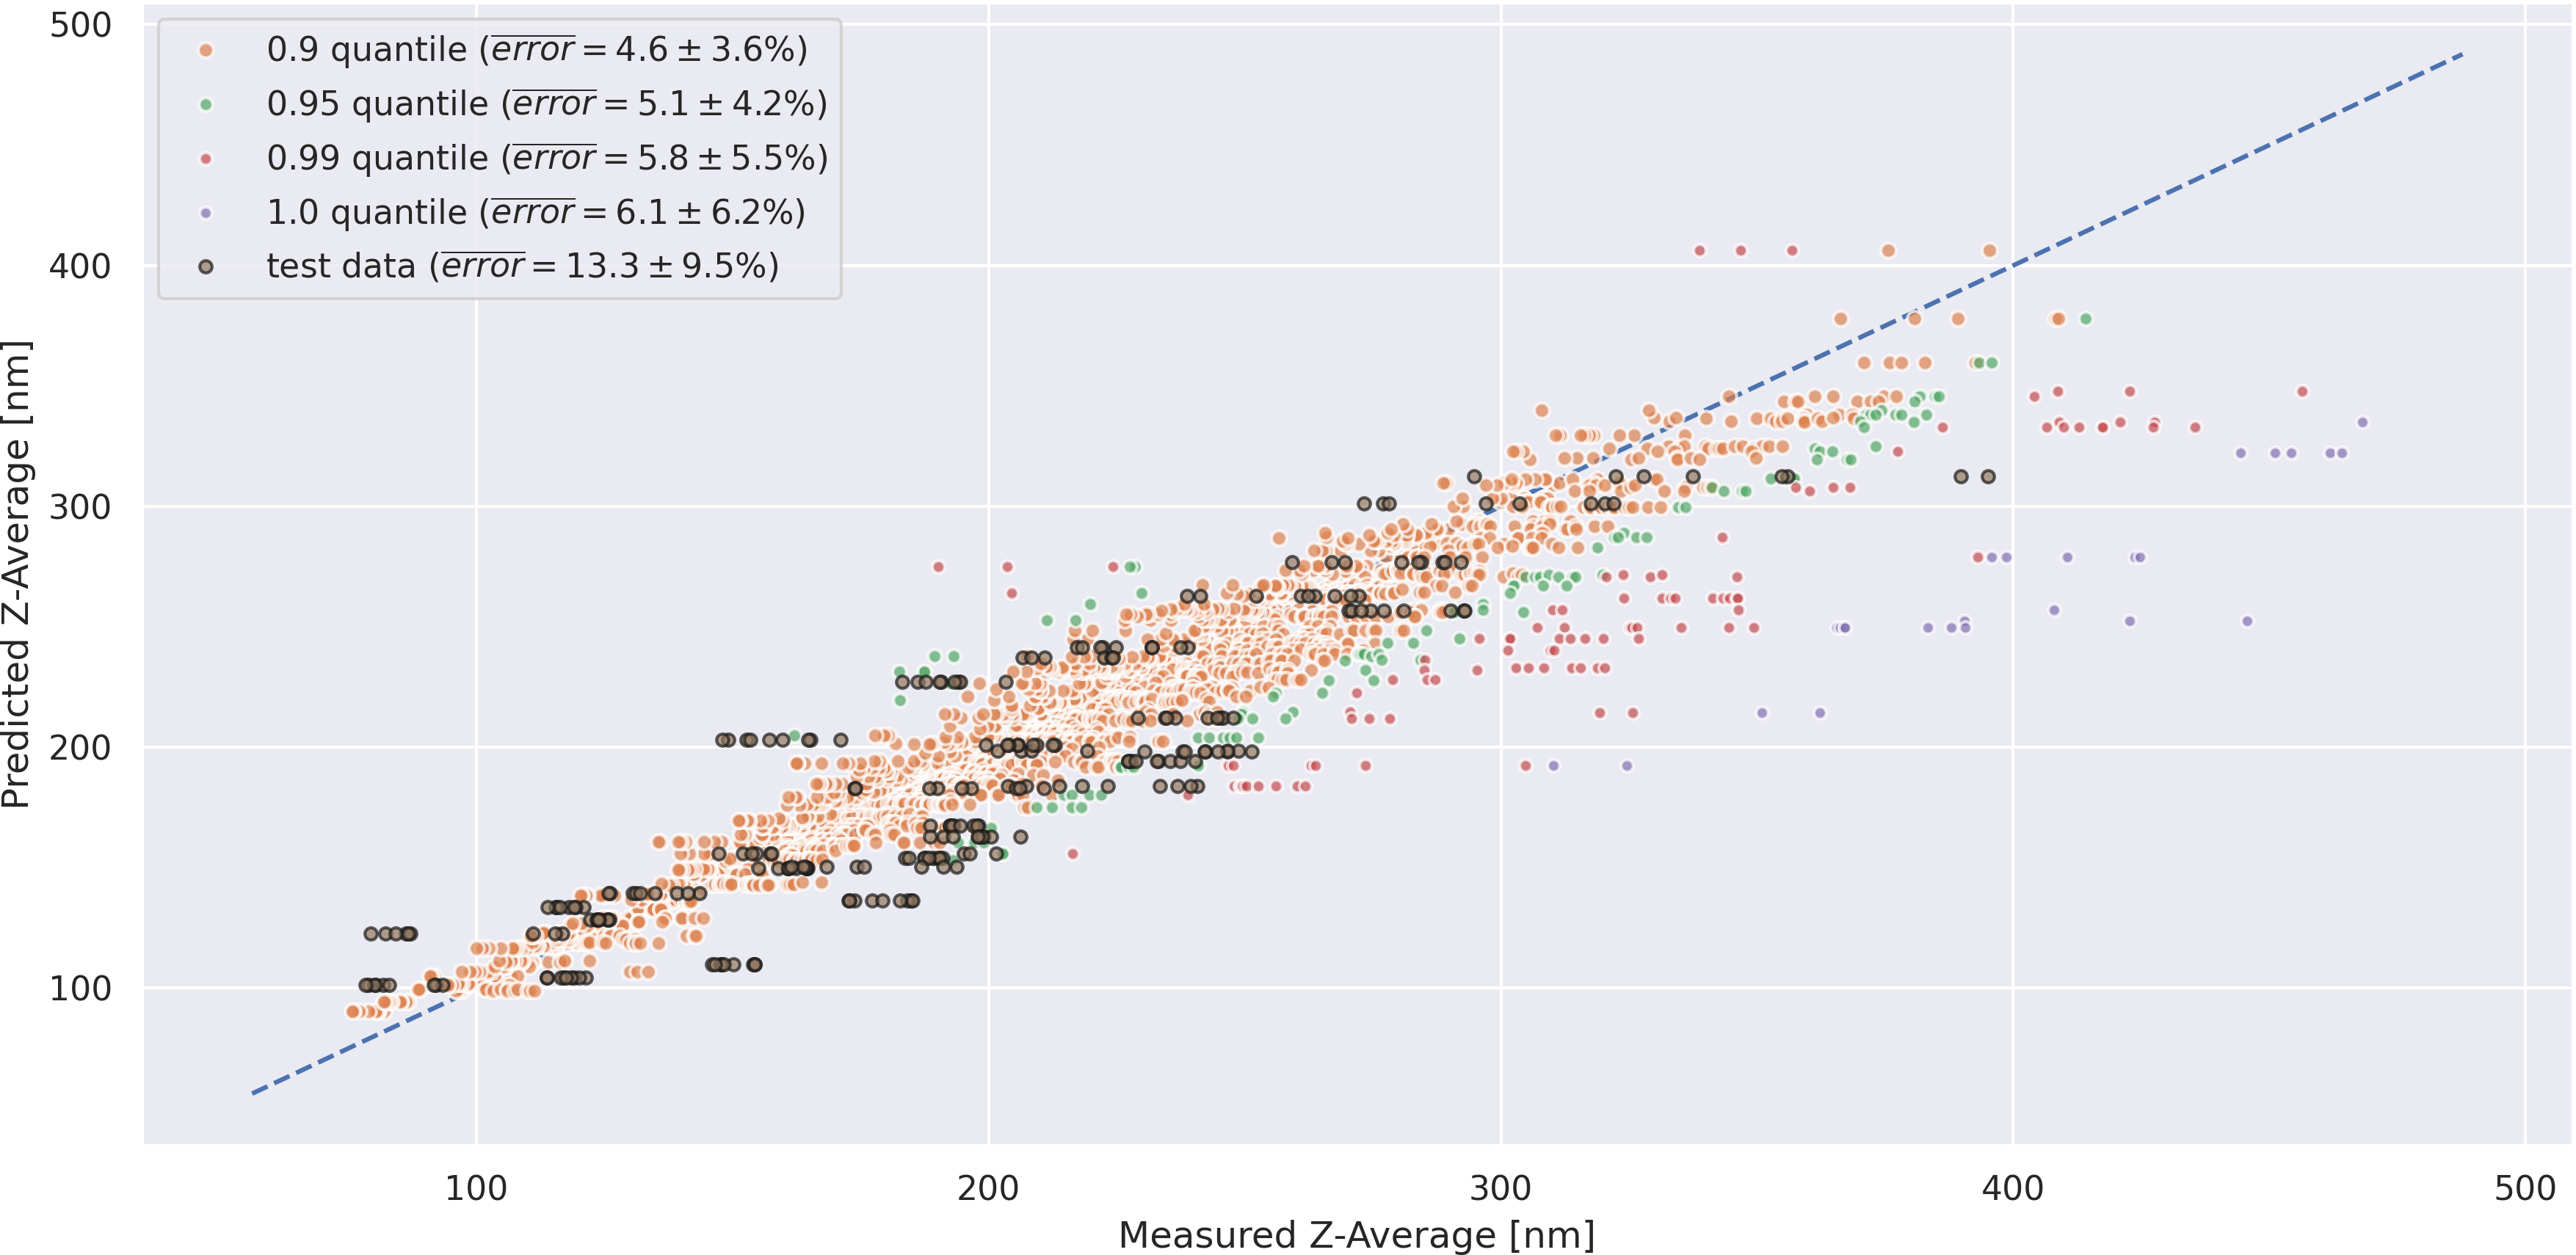 500
400
300
200
100
Predicted Z-Average [nm]
0.9 quantile (error = 4.6 ± 3.6%)
0.95 quantile (error = 5.1 ± 4.2%)
0.99 quantile (error = 5.8 ± 5.5%)
1.0 quantile (error = 6.1 ± 6.2%)
test data (error = 13.3 ± 9.5%)
100 200 300 400 500
Measured Z-Average [nm]